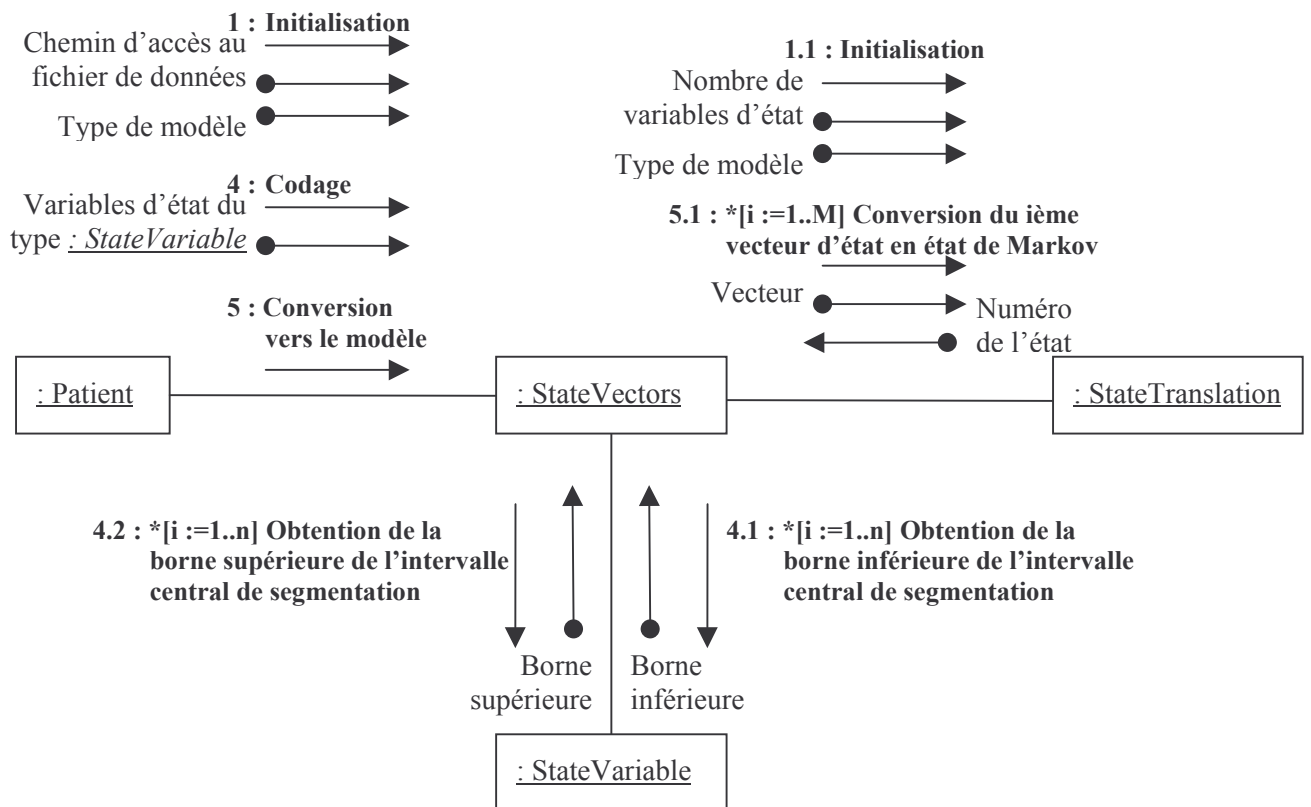 1 : Initialisation
Chemin d'accès au
fichier de données
Type de modèle
4 : Codage
Variables d'état du
type : StateVariable
5 : Conversion
vers le modèle
1.1 : Initialisation
Nombre de
variables d'état
Type de modèle
5.1 : *[i :=1..M] Conversion du ième
vecteur d'état en état de Markov
Vecteur
Numéro
de l'état
: Patient
: StateVectors
: StateTranslation
4.2 : *[i :=1..n] Obtention de la
borne supérieure de l'intervalle
central de segmentation
4.1 : *[i :=1..n] Obtention de la
borne inférieure de l'intervalle
central de segmentation
Borne
supérieure
Borne
inférieure
: StateVariable